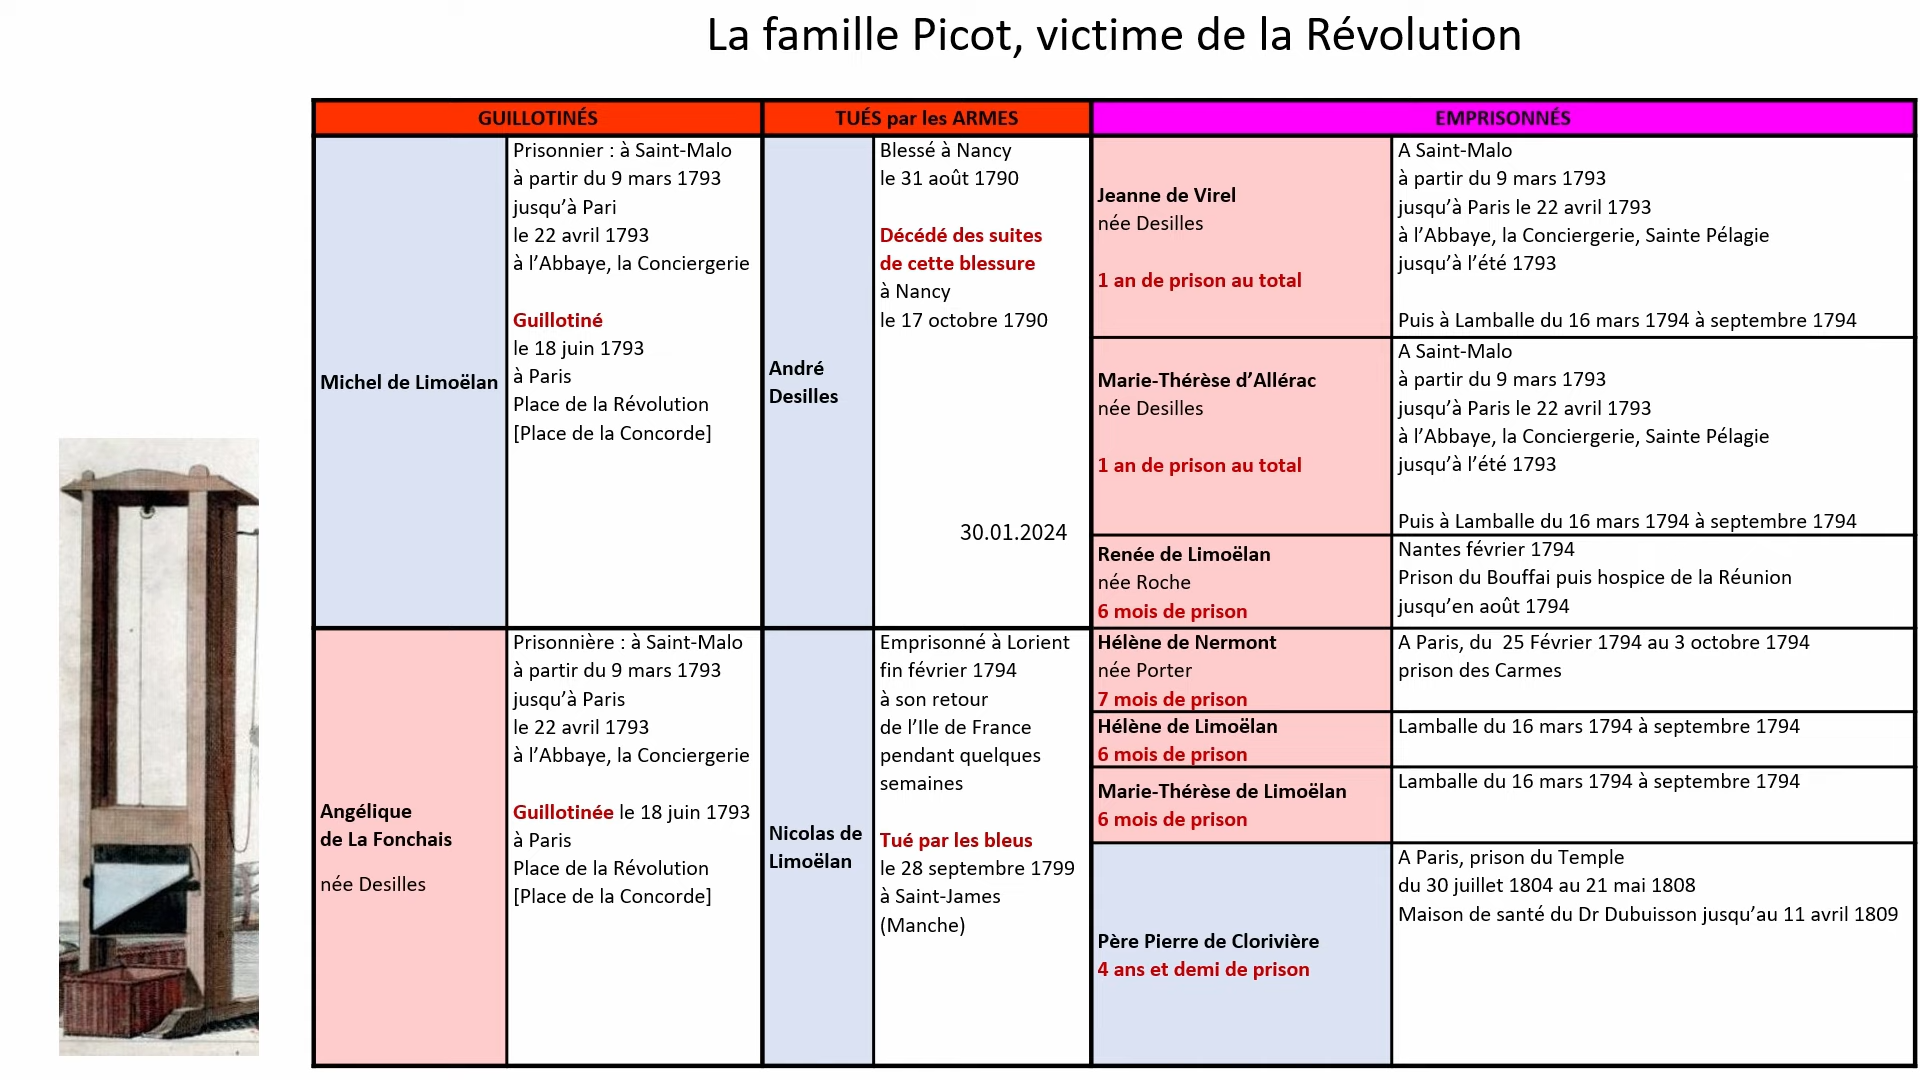 La famille Picot, victime de la Révolution
GUILLOTINÉS
TUÉS par les ARMES
EMPRISONNÉS
Michel de Limoëlan
Prisonnier : à Saint-Malo
à partir du 9 mars 1793
jusqu’à Pari
le 22 avril 1793
à l’Abbaye, la Conciergerie
Guillotiné
le 18 juin 1793
à Paris
Place de la Révolution
[Place de la Concorde]
André
Desilles
Blessé à Nancy
le 31 août 1790
Décédé des suites
de cette blessure
à Nancy
le 17 octobre 1790
30.01.2024
Jeanne de Virel
née Desilles
1 an de prison au total
A Saint-Malo
à partir du 9 mars 1793
jusqu’à Paris le 22 avril 1793
à l’Abbaye, la Conciergerie, Sainte Pélagie
jusqu’à l’été 1793
Puis à Lamballe du 16 mars 1794 à septembre 1794
Marie-Thérèse d’Allérac
née Desilles
1 an de prison au total
A Saint-Malo
à partir du 9 mars 1793
jusqu’à Paris le 22 avril 1793
à l’Abbaye, la Conciergerie, Sainte Pélagie
jusqu’à l’été 1793
Puis à Lamballe du 16 mars 1794 à septembre 1794
Renée de Limoëlan
née Roche
6 mois de prison
Nantes février 1794
Prison du Bouffai puis hospice de la Réunion
jusqu’en août 1794
Angélique
de La Fonchais
née Desilles
Prisonnière : à Saint-Malo
à partir du 9 mars 1793
jusqu’à Paris
le 22 avril 1793
à l’Abbaye, la Conciergerie
Guillotinée le 18 juin 1793
à Paris
Place de la Révolution
[Place de la Concorde]
Nicolas de
Limoëlan
Emprisonné à Lorient
fin février 1794
à son retour
de l’Ile de France
pendant quelques
semaines
Tué par les bleus
le 28 septembre 1799
à Saint-James
(Manche)
Hélène de Nermont
née Porter
7 mois de prison
A Paris, du  25 Février 1794 au 3 octobre 1794
prison des Carmes
Hélène de Limoëlan
6 mois de prison
Lamballe du 16 mars 1794 à septembre 1794
Marie-Thérèse de Limoëlan
6 mois de prison
Lamballe du 16 mars 1794 à septembre 1794
Père Pierre de Clorivière
4 ans et demi de prison
A Paris, prison du Temple
du 30 juillet 1804 au 21 mai 1808
Maison de santé du Dr Dubuisson jusqu’au 11 avril 1809